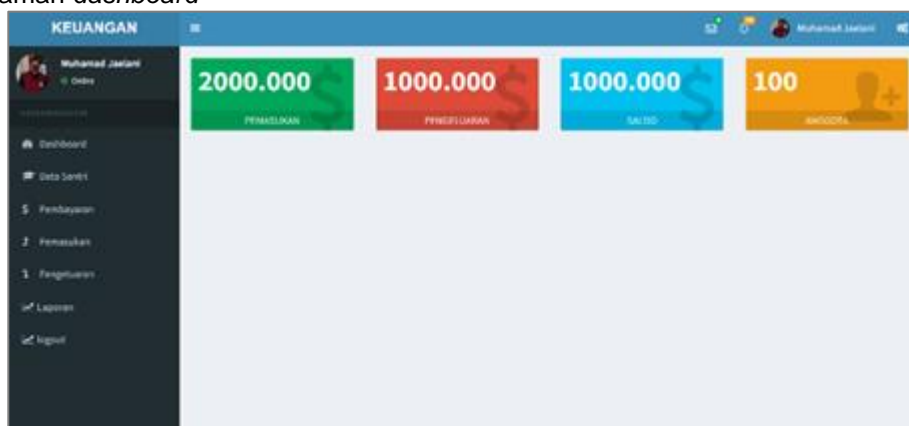 aman dashboard
KEUANGAN
Muhamad Jaelani
Muhamad Jaelani
Online
2000.000
PEMASUKAN
1000.000
PENGELUARAN
1000.000
SALDO
100
ANGGOTA
Dashboard
Data Santri
Pembayaran
Pemasukan
Pengeluaran
Laporan
logout